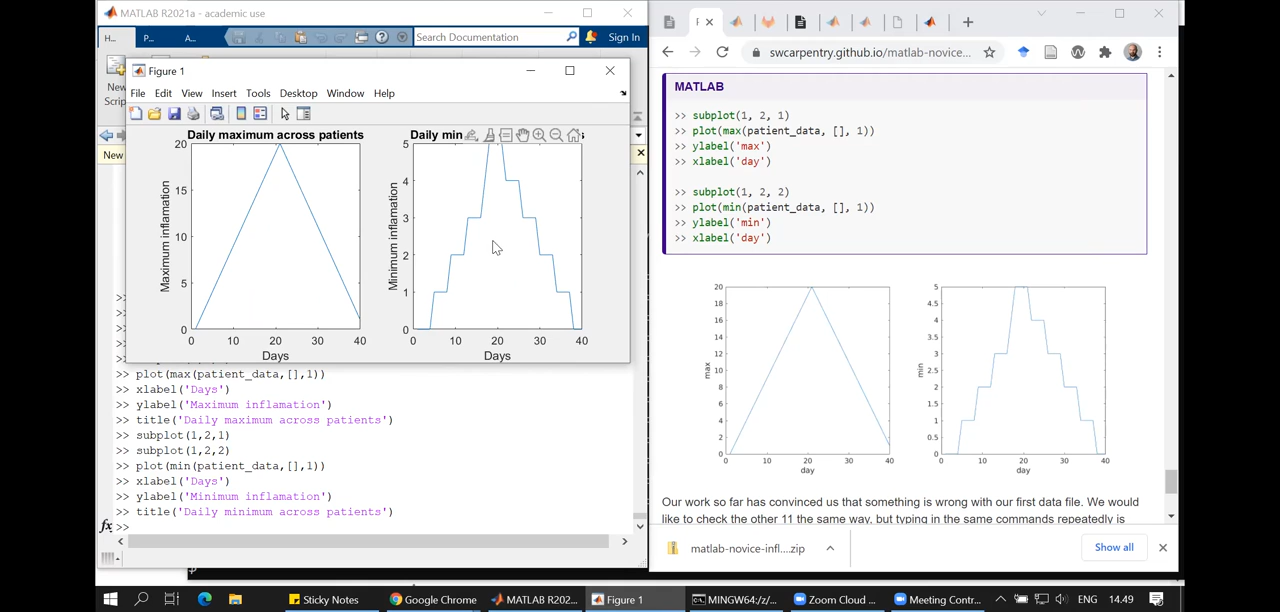 MATLAB R2021a - academic use
H...
P...
A...
Search Documentation
Sign In
New
Scrip
New
Figure 1
File Edit View Insert Tools Desktop Window Help
Daily maximum across patients
20
15
10
5
0
Maximum inflamation
0 10 20 30 40
Days
Daily min
s
5
4
3
2
1
0
Minimum inflamation
0 10 20 30 40
Days
>>
>>
>>
>>
>> plot(max(patient_data,[],1))
>> xlabel('Days')
>> ylabel('Maximum inflamation')
>> title('Daily maximum across patients')
>> subplot(1,2,1)
>> subplot(1,2,2)
>> plot(min(patient_data,[],1))
>> xlabel('Days')
>> ylabel('Minimum inflamation')
>> title('Daily minimum across patients')
fx >>
swcarpentry.github.io/matlab-novice...
MATLAB
>> subplot(1, 2, 1)
>> plot(max(patient_data, [], 1))
>> ylabel('max')
>> xlabel('day')
>> subplot(1, 2, 2)
>> plot(min(patient_data, [], 1))
>> ylabel('min')
>> xlabel('day')
20
18
16
14
12
10
8
6
4
2
0
max
0 10 20 30 40
day
5
4.5
4
3.5
3
2.5
2
1.5
1
0.5
0
min
0 10 20 30 40
day
Our work so far has convinced us that something is wrong with our first data file. We would
like to check the other 11 the same way, but typing in the same commands repeatedly is
matlab-novice-infl....zip
Show all
Sticky Notes
Google Chrome
MATLAB R202...
Figure 1
MINGW64:/z/...
Zoom Cloud ...
Meeting Contr...
ENG
14.49